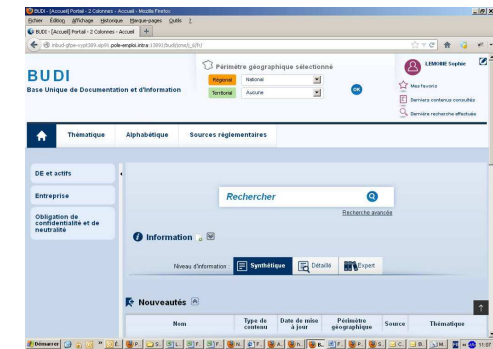 BUDI - [Accueil] Portail - 2 Colonnes - Accueil - Mozilla Firefox
Fichier Édition Affichage Historique Marque-pages Outils ?
BUDI - [Accueil] Portail - 2 Colonnes - Accueil +
BUDI
Base Unique de Documentation et d'Information
Périmètre géographique sélectionné
Régional National
Territorial Aucune
OK
LEMOINE Sophie
Mes favoris
Derniers contenus consultés
Dernière recherche effectuée
Thématique Alphabétique Sources réglementaires
DE et actifs
Entreprise
Obligation de
confidentialité et de
neutralité
Rechercher
Recherche avancée
Information
Niveau d'information Synthétique Détaillé Expert
Nouveautés
Nom Type de contenu Date de mise à jour Périmètre géographique Source Thématique
Démarrer
11:07